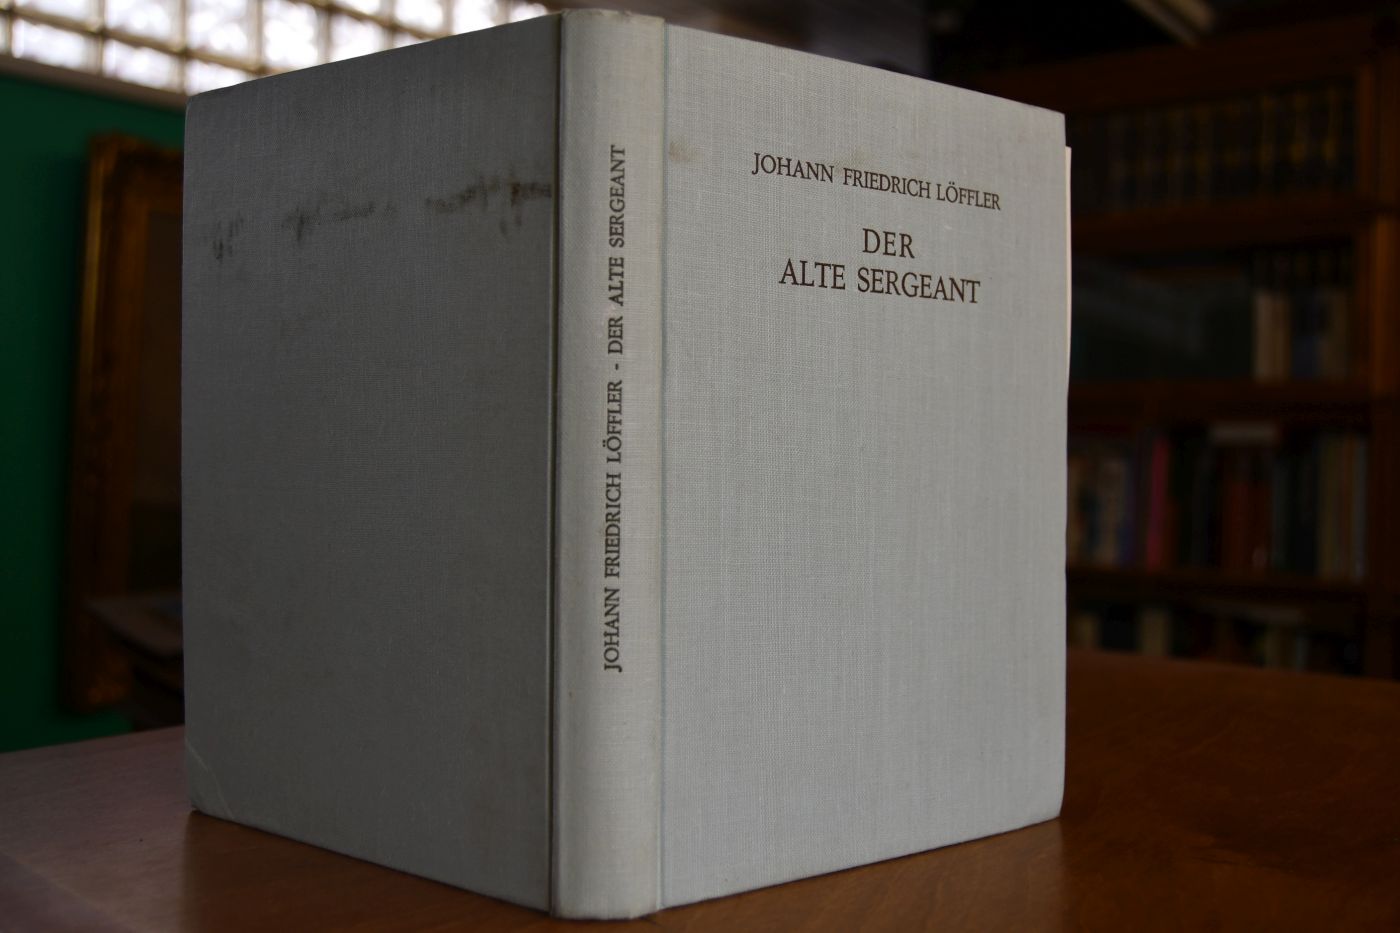 JOHANN FRIEDRICH LÖFFLER - DER ALTE SERGEANT
JOHANN FRIEDRICH LÖFFLER
DER
ALTE SERGEANT